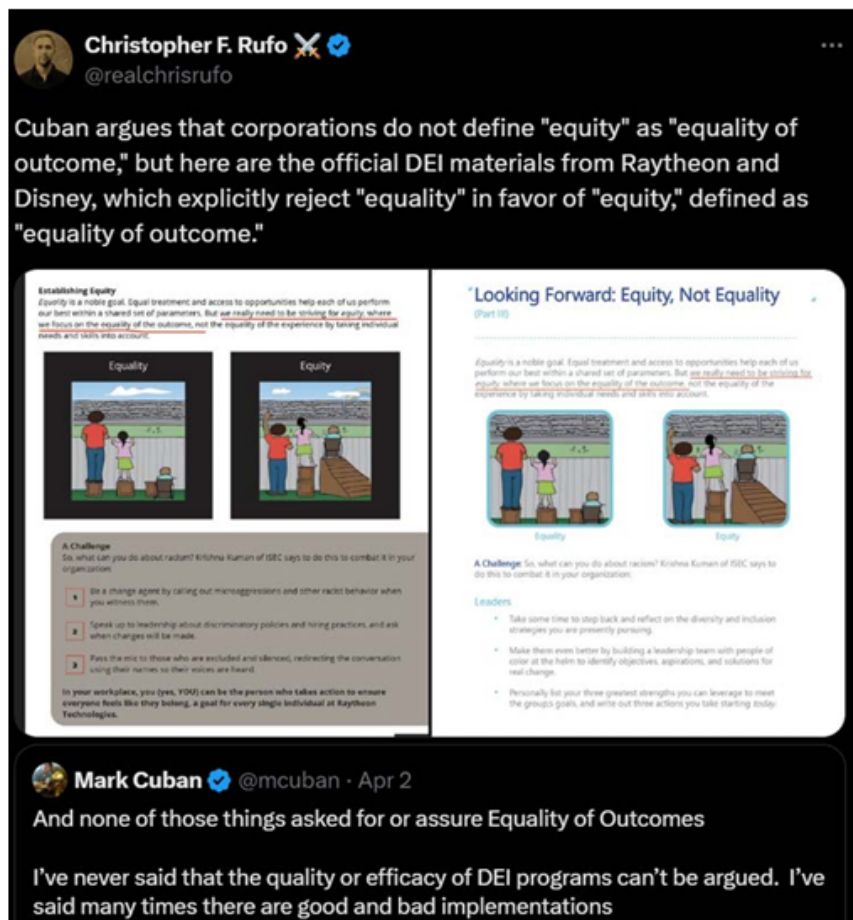 Christopher F. Rufo ⚔️
@realchrisrufo
Cuban argues that corporations do not define "equity" as "equality of
outcome," but here are the official DEI materials from Raytheon and
Disney, which explicitly reject "equality" in favor of "equity," defined as
"equality of outcome."
Establishing Equity
Equality is a noble goal. Equal treatment and access to opportunities help each of us perform
our best within a shared set of parameters. But we really need to be striving for equity, where
we focus on the equality of the outcome, not the equality of the experience by taking individual
needs and skills into account.
Equality
Equity
A Challenge
So, what can you do about racism? Krishna Kumar of ISEC says to do this to combat it in your
organization:
1 Be a change agent by calling out microaggressions and other racist behavior when
you witness them.
2 Speak up to leadership about discriminatory policies and hiring practices, and ask
when changes will be made.
3 Pass the mic to those who are excluded and silenced, redirecting the conversation
using their names so their voices are heard.
In your workplace, you (yes, YOU) can be the person who takes action to ensure
everyone feels like they belong, a goal for every single individual at Raytheon
Technologies.
Looking Forward: Equity, Not Equality
(Part III)
Equality is a noble goal. Equal treatment and access to opportunities help each of us
perform our best within a shared set of parameters. But we really need to be striving for
equity, where we focus on the equality of the outcome, not the equality of the
experience by taking individual needs and skills into account.
Equality
Equity
A Challenge: So, what can you do about racism? Krishna Kumar of ISEC says to
do this to combat it in your organization:
Leaders
• Take some time to step back and reflect on the diversity and inclusion
strategies you are presently pursuing.
• Make them even better by building a leadership team with people of
color at the helm to identify objectives, aspirations, and solutions for
real change.
• Personally list your three greatest strengths you can leverage to meet
the group's goals, and write out three actions you take starting today.
Mark Cuban @mcuban · Apr 2
And none of those things asked for or assure Equality of Outcomes
I've never said that the quality or efficacy of DEI programs can't be argued. I've
said many times there are good and bad implementations